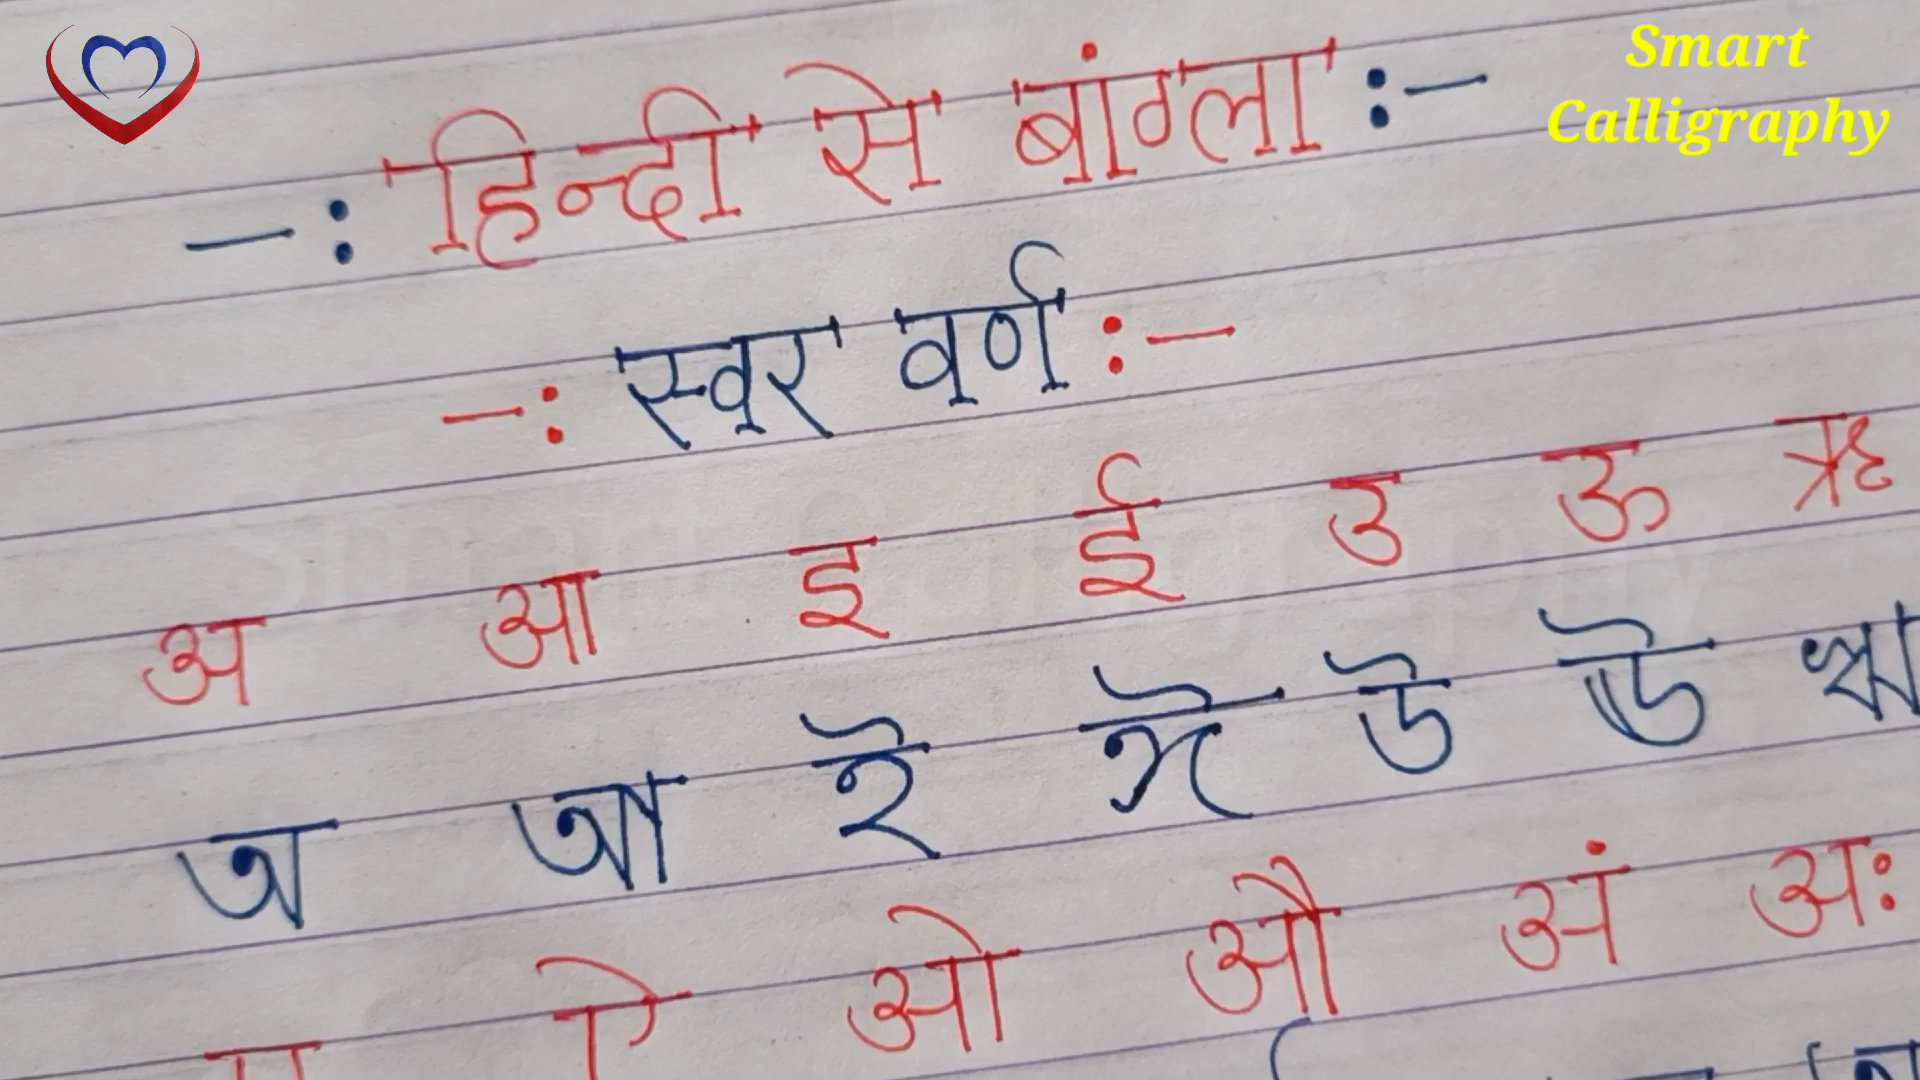 Smart
Calligraphy
-: हिन्दी से बांग्ला :-
-: स्वर वर्ण :-
अ आ इ ई उ ऊ ऋ
অ আ ই ঈ উ ঊ ঋ
ए ऐ ओ औ अं अः